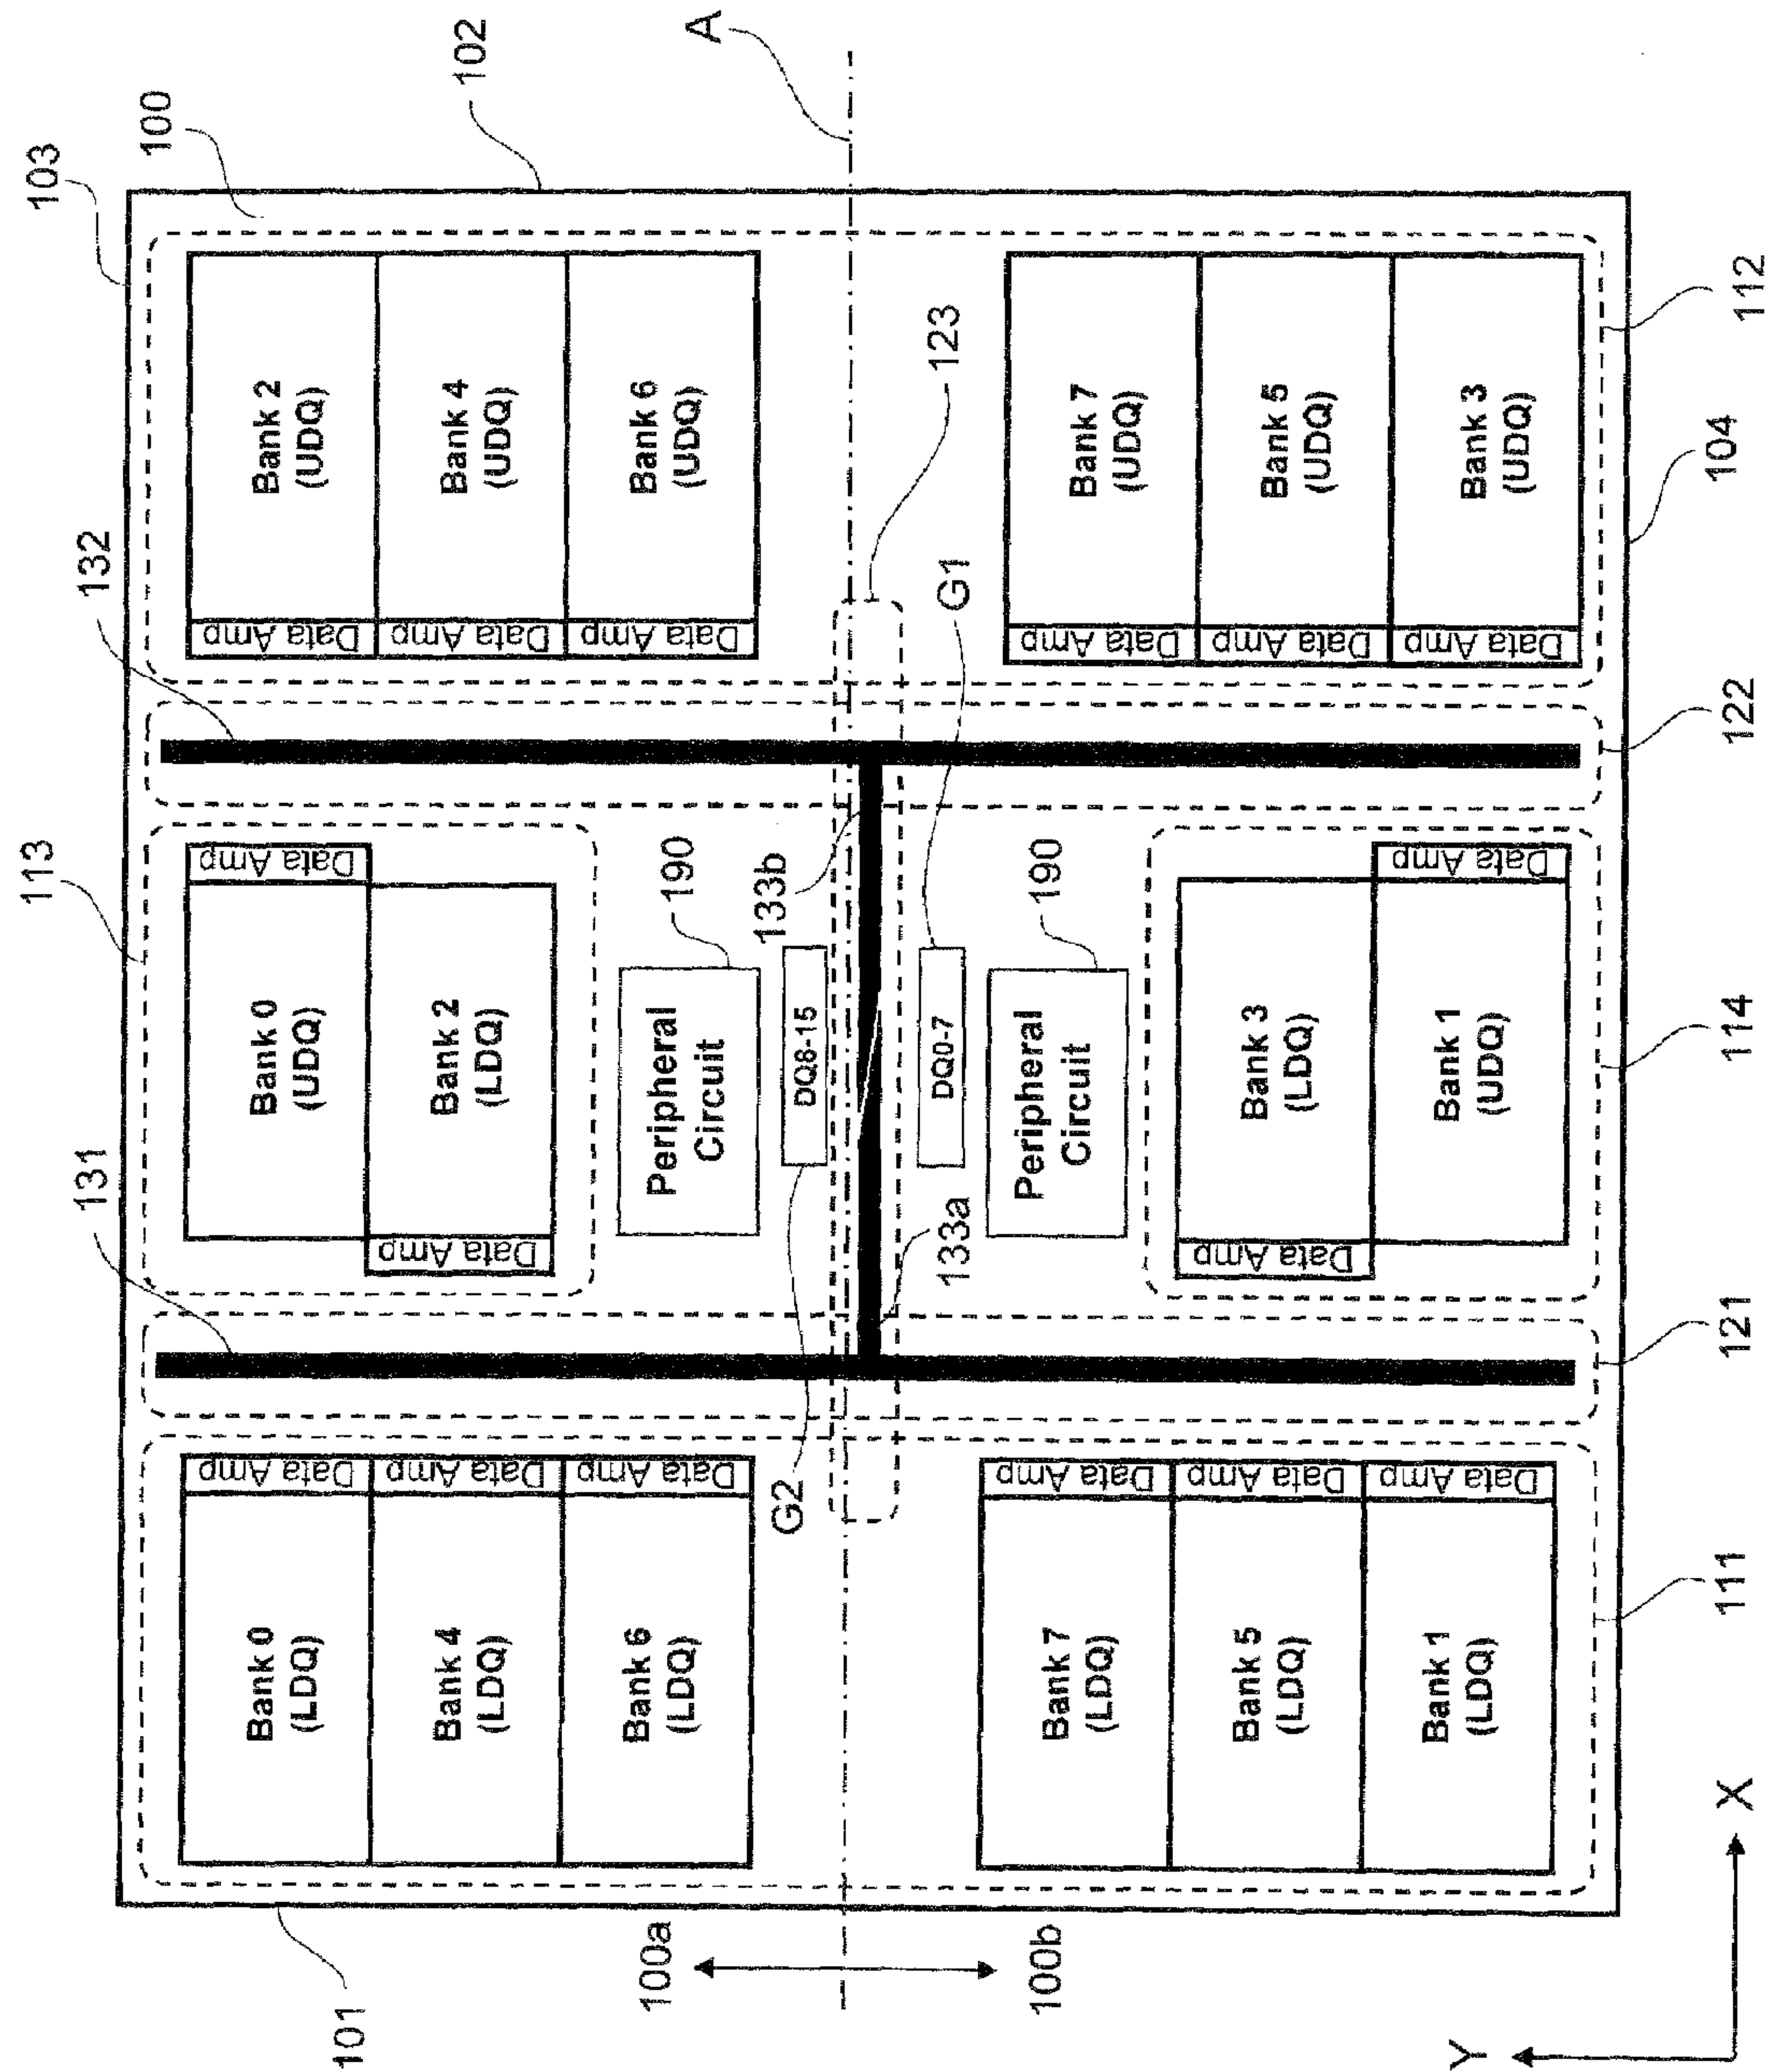 103
113
132
131
100
101
102
Bank 0
(LDQ)
Data Amp
Bank 0
(UDQ)
Data Amp
Data Amp
Bank 2
(UDQ)
Bank 4
(LDQ)
Data Amp
Data Amp
Bank 2
(LDQ)
Data Amp
Bank 4
(UDQ)
Bank 6
(LDQ)
Data Amp
Data Amp
Bank 6
(UDQ)
Peripheral
Circuit
190
100a
G2
DQ8-15
133b
A
123
100b
133a
DQ0-7
G1
Peripheral
Circuit
190
Bank 7
(LDQ)
Data Amp
Data Amp
Bank 7
(UDQ)
Bank 5
(LDQ)
Data Amp
Data Amp
Bank 3
(LDQ)
Data Amp
Bank 5
(UDQ)
Bank 1
(LDQ)
Data Amp
Bank 1
(UDQ)
Data Amp
Data Amp
Bank 3
(UDQ)
Y
X
111
121
114
122
104
112